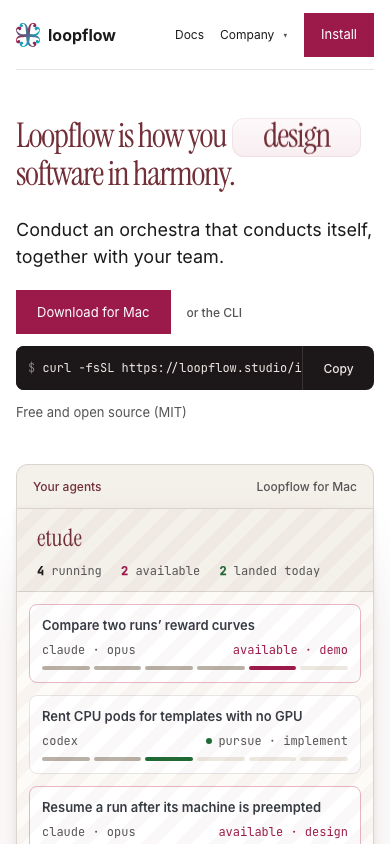 loopflow
Docs Company Install
Loopflow is how you design
software in harmony.
Conduct an orchestra that conducts itself,
together with your team.
Download for Mac or the CLI
$ curl -fsSL https://loopflow.studio/i Copy
Free and open source (MIT)
Your agents Loopflow for Mac
etude
4 running 2 available 2 landed today
Compare two runs’ reward curves
claude · opus available · demo
Rent CPU pods for templates with no GPU
codex pursue · implement
Resume a run after its machine is preempted
claude · opus available · design